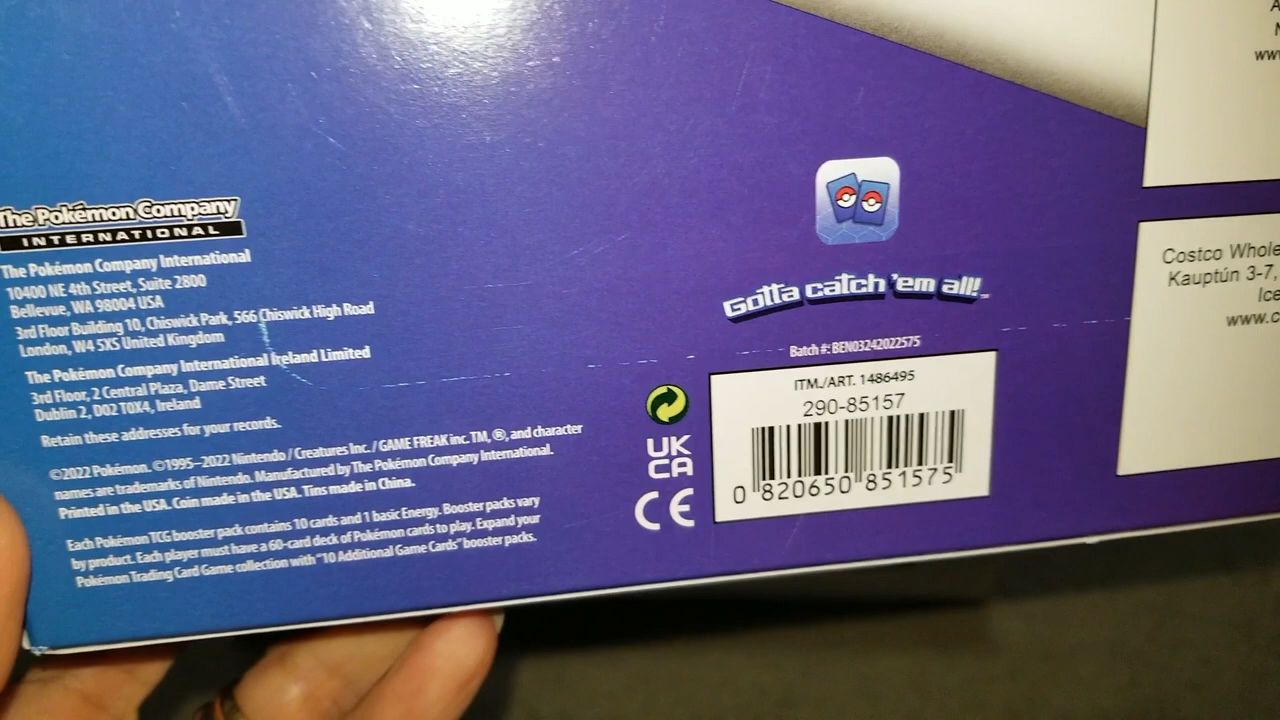 The Pokémon Company
INTERNATIONAL
The Pokémon Company International
10400 NE 4th Street, Suite 2800
Bellevue, WA 98004 USA
3rd Floor Building 10, Chiswick Park, 566 Chiswick High Road
London, W4 5XS United Kingdom
The Pokémon Company International Ireland Limited
3rd Floor, 2 Central Plaza, Dame Street
Dublin 2, D02 T0X4, Ireland
Retain these addresses for your records.
©2022 Pokémon. ©1995–2022 Nintendo / Creatures Inc. / GAME FREAK inc. TM, ®, and character
names are trademarks of Nintendo. Manufactured by The Pokémon Company International.
Printed in the USA. Coin made in the USA. Tins made in China.
Each Pokémon TCG booster pack contains 10 cards and 1 basic Energy. Booster packs vary
by product. Each player must have a 60-card deck of Pokémon cards to play. Expand your
Pokémon Trading Card Game collection with "10 Additional Game Cards" booster packs.
Gotta catch 'em all!™
Batch #: BEN03242022575
ITM./ART. 1486495
290-85157
0 820650 851575
UK
CA
CE
www
Costco Whole
Kauptún 3-7,
Ice
www.c